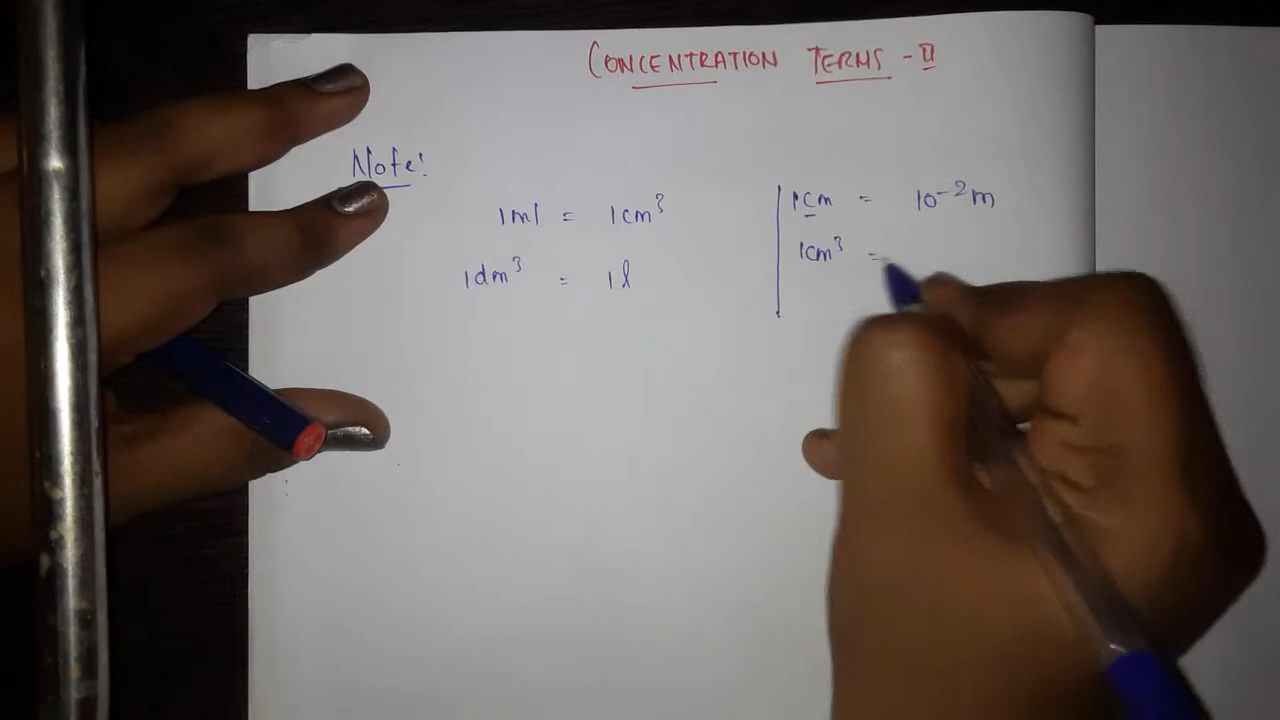 CONCENTRATION TERMS - II
Note:
1ml = 1cm³
1dm³ = 1l
1cm = 10⁻²m
1cm³ =